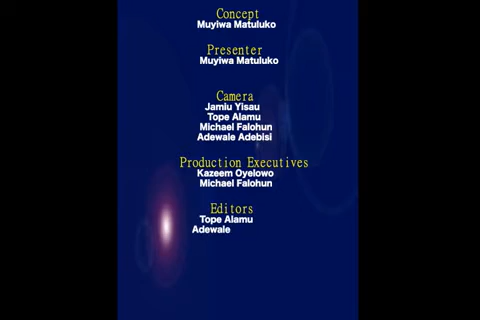 Concept
Muyiwa Matuluko
Presenter
Muyiwa Matuluko
Camera
Jamiu Yisau
Tope Alamu
Michael Falohun
Adewale Adebisi
Production Executives
Kazeem Oyelowo
Michael Falohun
Editors
Tope Alamu
Adewale